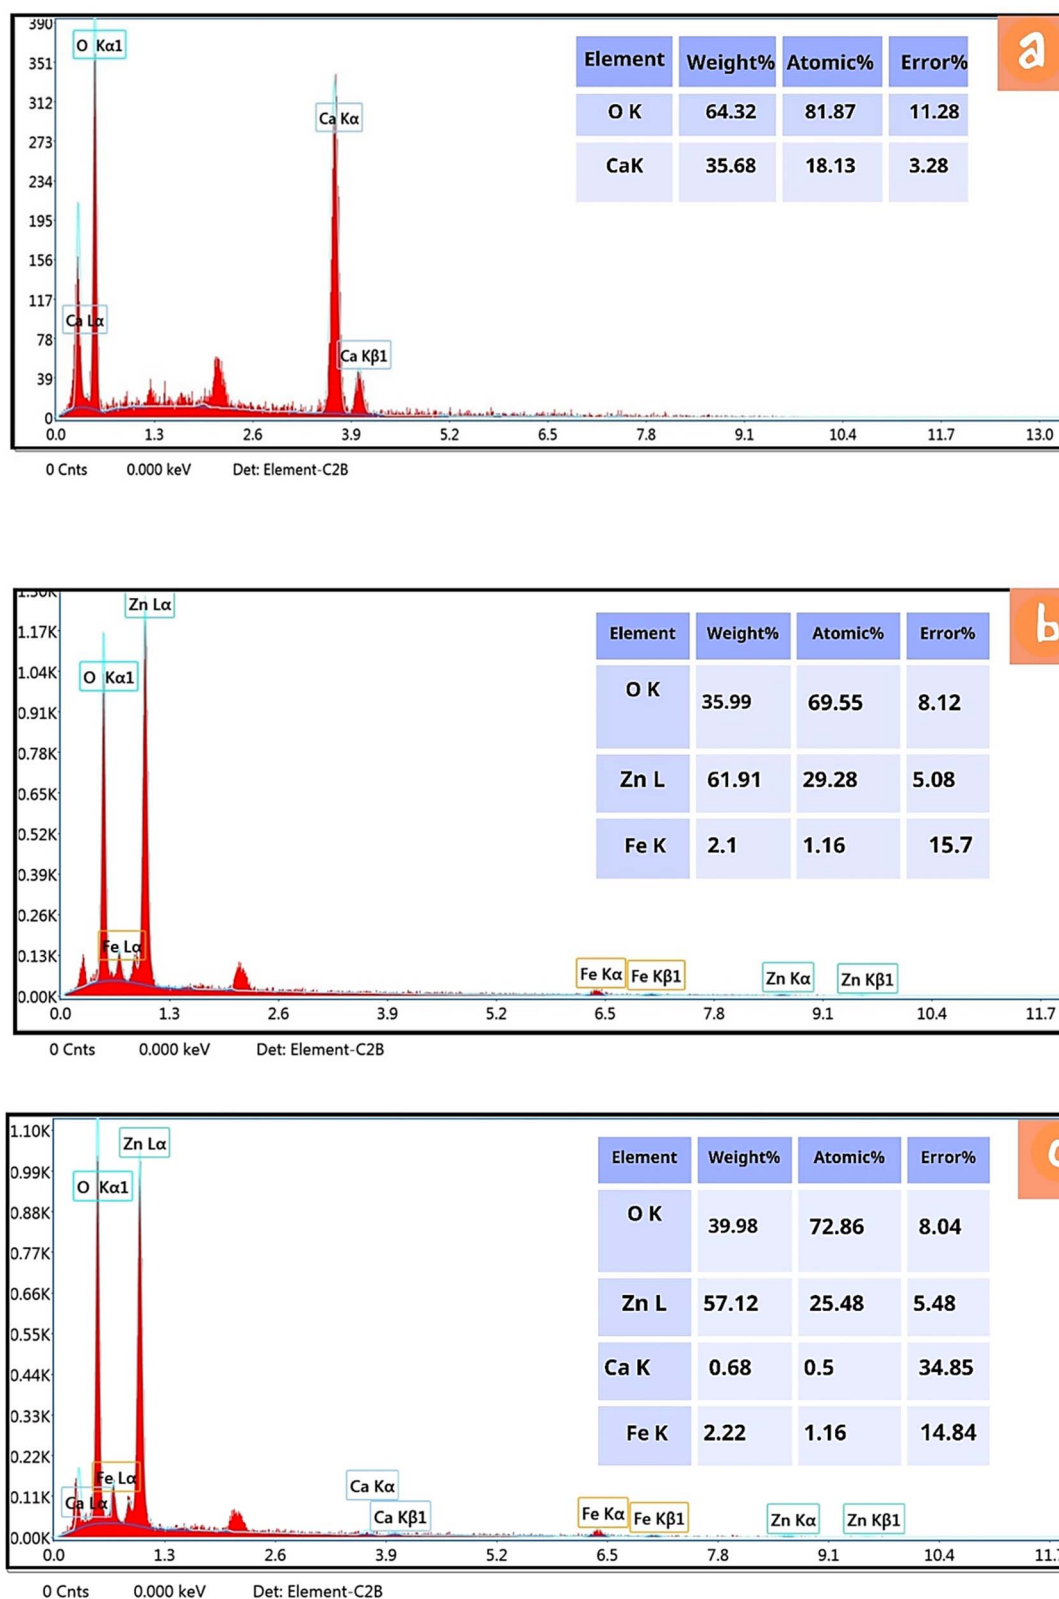 a
390
351
312
273
234
195
156
117
78
39
0
O Kα1
Ca Lα
Ca Kα
Ca Kβ1
Element Weight% Atomic% Error%
O K 64.32 81.87 11.28
CaK 35.68 18.13 3.28
0.0 1.3 2.6 3.9 5.2 6.5 7.8 9.1 10.4 11.7 13.0
0 Cnts 0.000 keV Det: Element-C2B
b
1.30K
1.17K
1.04K
0.91K
0.78K
0.65K
0.52K
0.39K
0.26K
0.13K
0.00K
Zn Lα
O Kα1
Fe Lα
Fe Kα
Fe Kβ1
Zn Kα
Zn Kβ1
Element Weight% Atomic% Error%
O K 35.99 69.55 8.12
Zn L 61.91 29.28 5.08
Fe K 2.1 1.16 15.7
0.0 1.3 2.6 3.9 5.2 6.5 7.8 9.1 10.4 11.7
0 Cnts 0.000 keV Det: Element-C2B
1.10K
0.99K
0.88K
0.77K
0.66K
0.55K
0.44K
0.33K
0.22K
0.11K
0.00K
Zn Lα
O Kα1
Fe Lα
Ca Lα
Ca Kα
Ca Kβ1
Fe Kα
Fe Kβ1
Zn Kα
Zn Kβ1
Element Weight% Atomic% Error%
O K 39.98 72.86 8.04
Zn L 57.12 25.48 5.48
Ca K 0.68 0.5 34.85
Fe K 2.22 1.16 14.84
0.0 1.3 2.6 3.9 5.2 6.5 7.8 9.1 10.4
0 Cnts 0.000 keV Det: Element-C2B